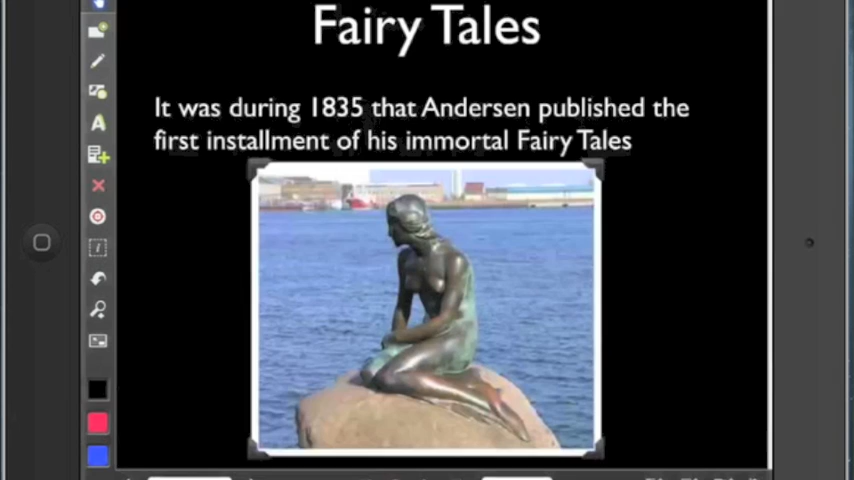 Fairy Tales
It was during 1835 that Andersen published the
first installment of his immortal Fairy Tales